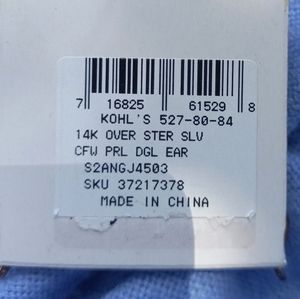 7 16825 61529 8
KOHL'S 527-80-84
14K OVER STER SLV
CFW PRL DGL EAR
S2ANGJ4503
SKU 37217378
MADE IN CHINA